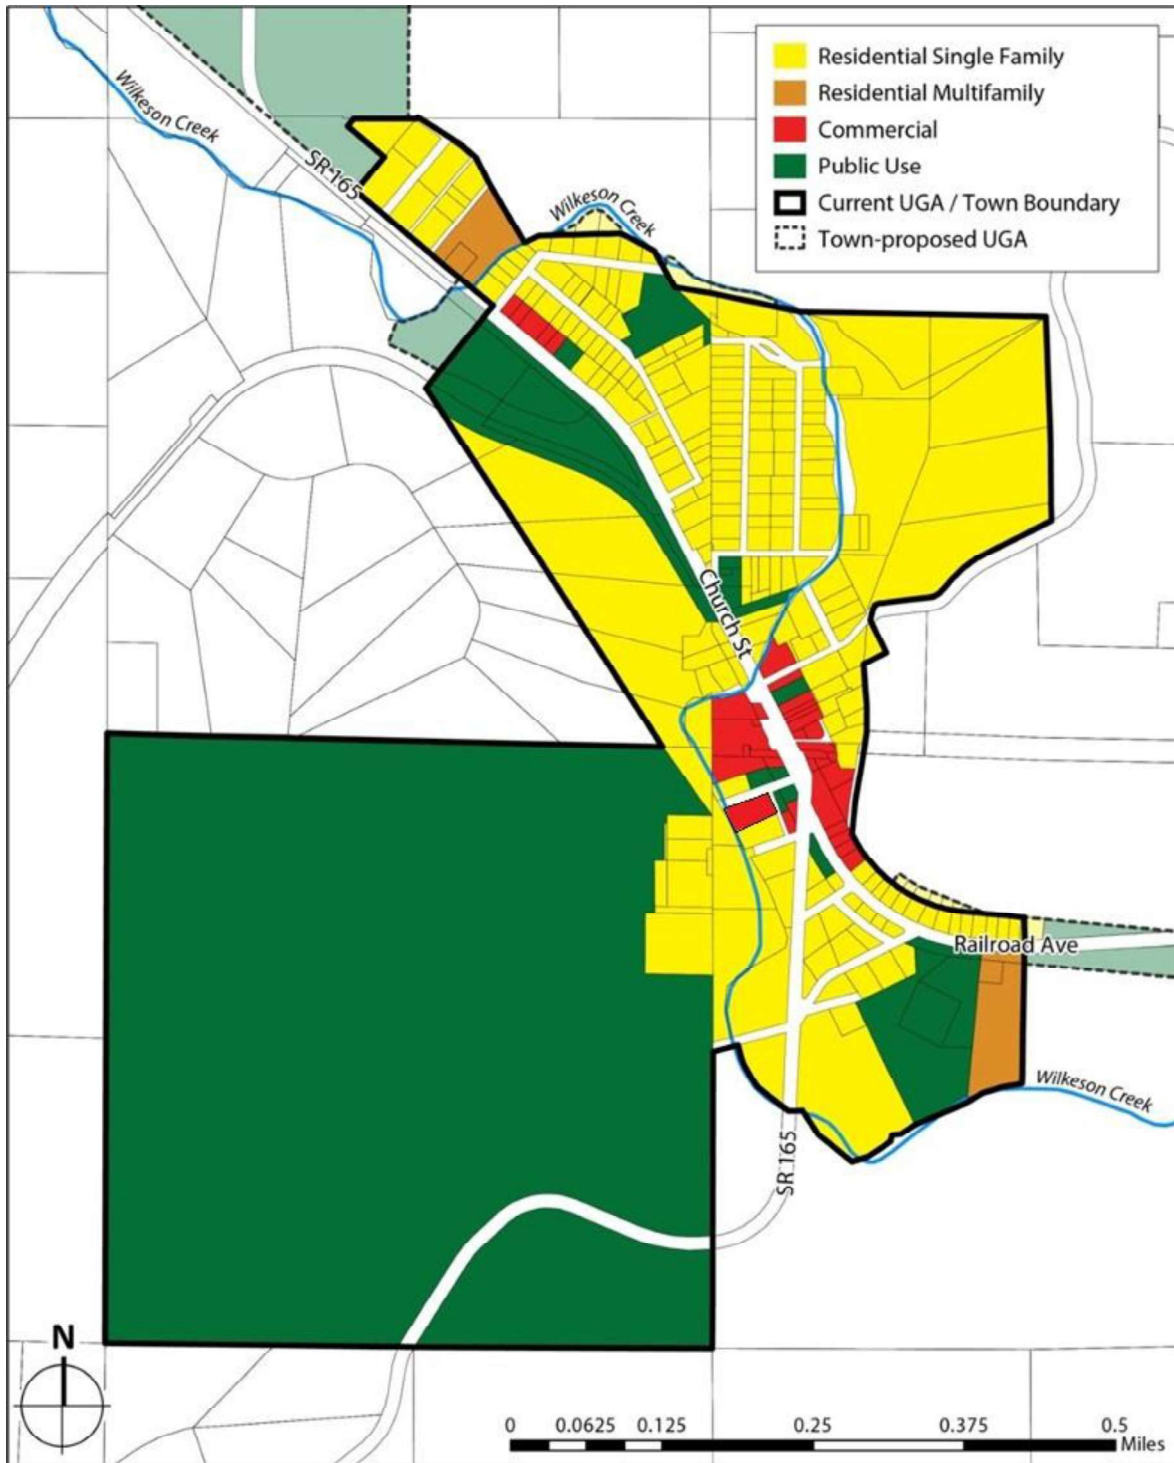 Residential Single Family
Residential Multifamily
Commercial
Public Use
Current UGA / Town Boundary
Town-proposed UGA
Wilkeson Creek
SR 165
Wilkeson Creek
Church St
Railroad Ave
Wilkeson Creek
SR 165
N
0 0.0625 0.125 0.25 0.375 0.5
Miles